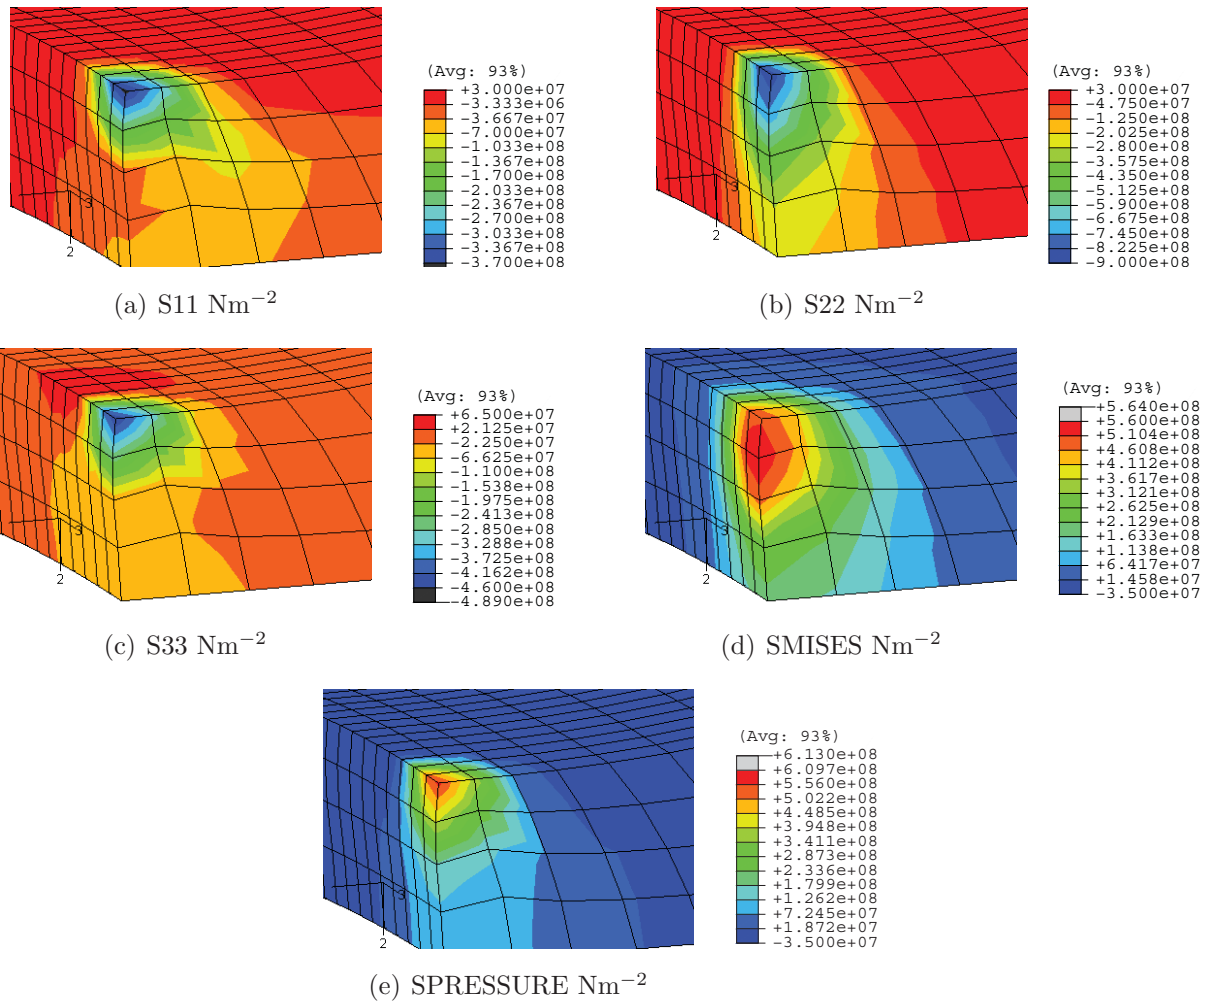 (Avg: 93%)
+3.000e+07
-3.333e+06
-3.667e+07
-7.000e+07
-1.033e+08
-1.367e+08
-2.033e+08
-2.367e+08
-2.700e+08
-3.033e+08
-3.367e+08
-3.700e+08
3
2
(a) S11 Nm⁻²
(Avg: 93%)
+3.000e+07
-4.750e+07
-1.250e+08
-2.025e+08
-2.800e+08
-3.575e+08
-5.125e+08
-5.900e+08
-6.675e+08
-7.450e+08
-8.225e+08
-9.000e+08
3
2
(b) S22 Nm⁻²
(Avg: 93%)
+6.500e+07
+2.125e+07
-2.250e+07
-6.625e+07
-1.100e+08
-1.538e+08
-1.975e+08
-2.413e+08
-2.850e+08
-3.288e+08
-3.725e+08
-4.162e+08
-4.600e+08
-4.890e+08
3
2
(c) S33 Nm⁻²
(Avg: 93%)
+5.640e+08
+5.600e+08
+5.104e+08
+4.608e+08
+4.112e+08
+3.617e+08
+3.121e+08
+2.625e+08
+2.129e+08
+1.633e+08
+1.138e+08
+6.417e+07
+1.458e+07
-3.500e+07
3
2
(d) SMISES Nm⁻²
(Avg: 93%)
+6.130e+08
+6.097e+08
+5.560e+08
+5.022e+08
+4.485e+08
+3.948e+08
+3.411e+08
+2.873e+08
+2.336e+08
+1.799e+08
+1.262e+08
+7.245e+07
+1.872e+07
-3.500e+07
3
2
(e) SPRESSURE Nm⁻²